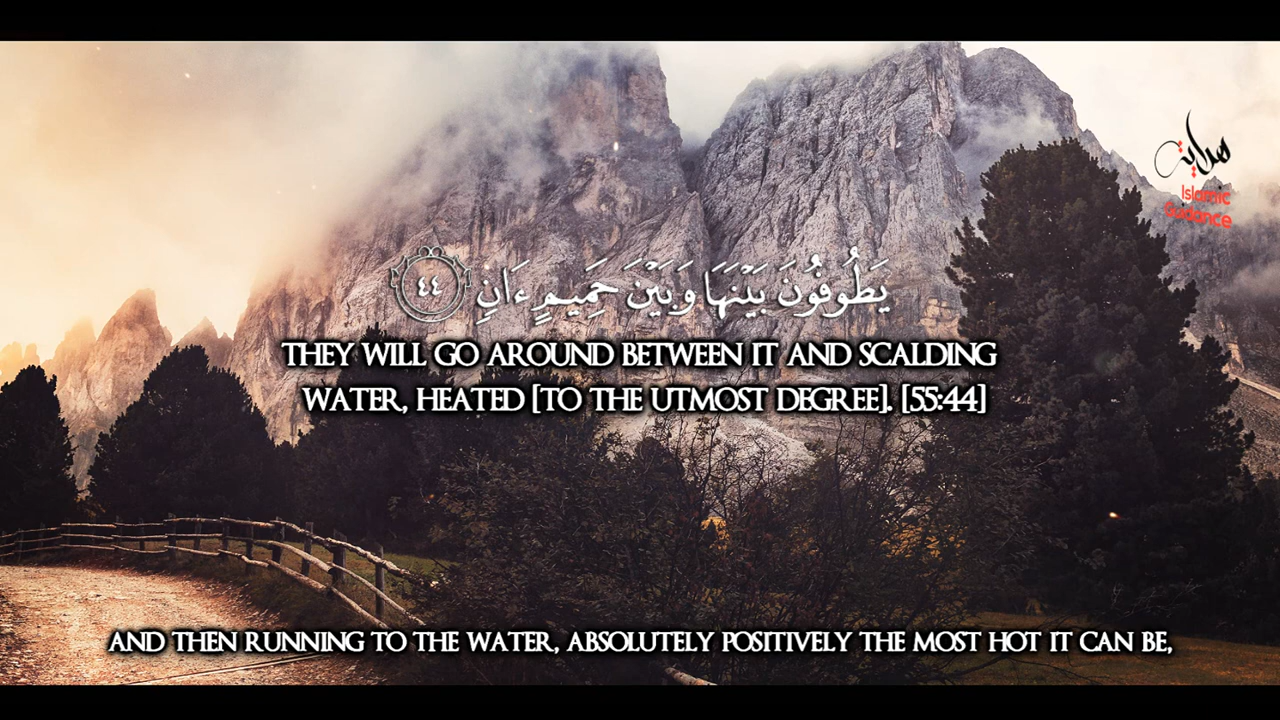 هداية
Islamic
Guidance
يَطُوفُونَ بَيْنَهَا وَبَيْنَ حَمِيمٍ ءَانٍ ٤٤
THEY WILL GO AROUND BETWEEN IT AND SCALDING
WATER, HEATED [TO THE UTMOST DEGREE]. [55:44]
AND THEN RUNNING TO THE WATER, ABSOLUTELY POSITIVELY THE MOST HOT IT CAN BE,